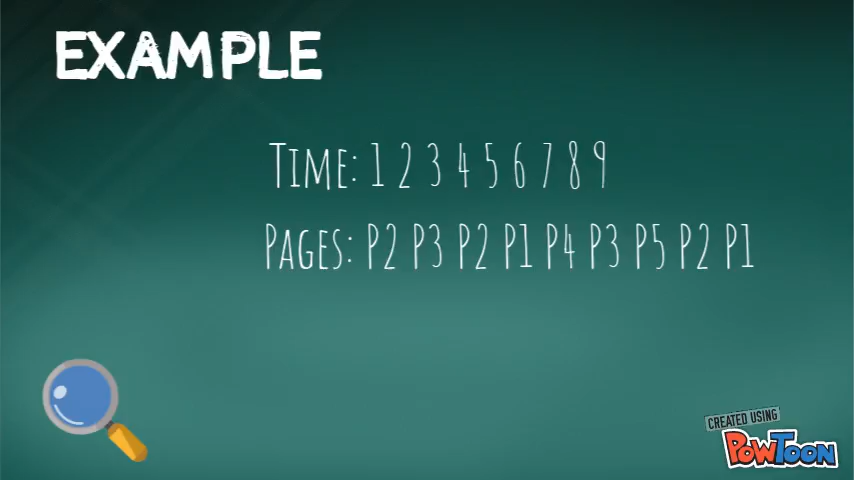 EXAMPLE
TIME: 1 2 3 4 5 6 7 8 9
PAGES: P2 P3 P2 P1 P4 P3 P5 P2 P1
CREATED USING
POWTOON